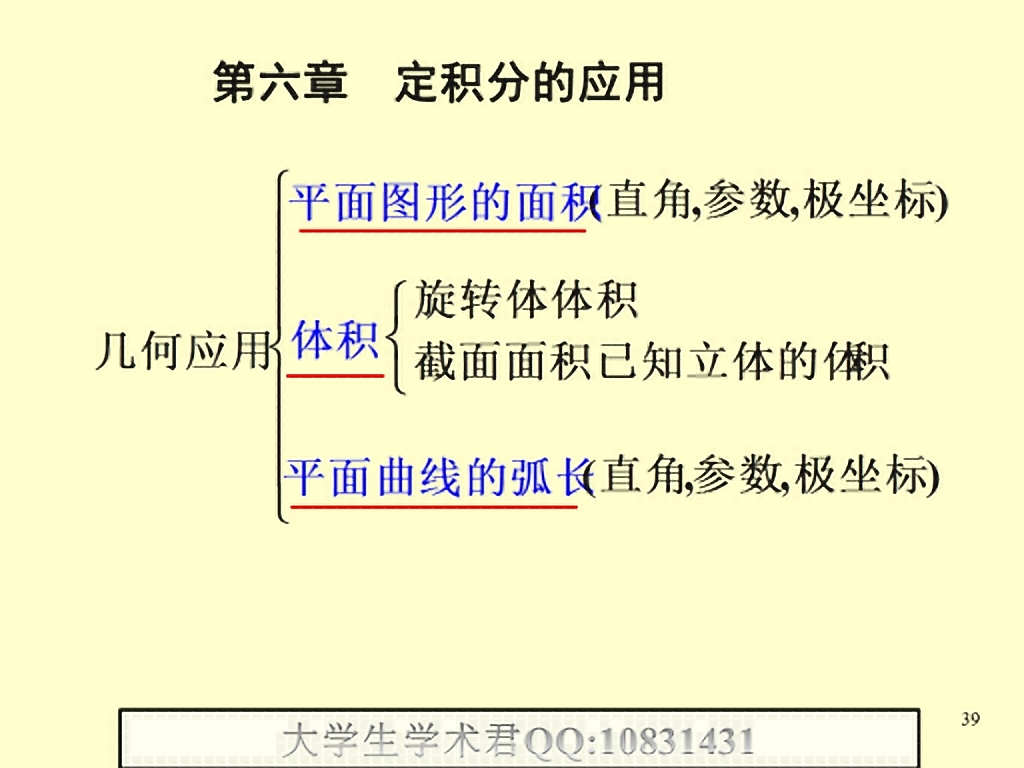 第六章 定积分的应用
平面图形的面积(直角,参数,极坐标)
旋转体体积
几何应用 体积
截面面积已知立体的体积
平面曲线的弧长(直角,参数,极坐标)
39
大学生学术君QQ:10831431